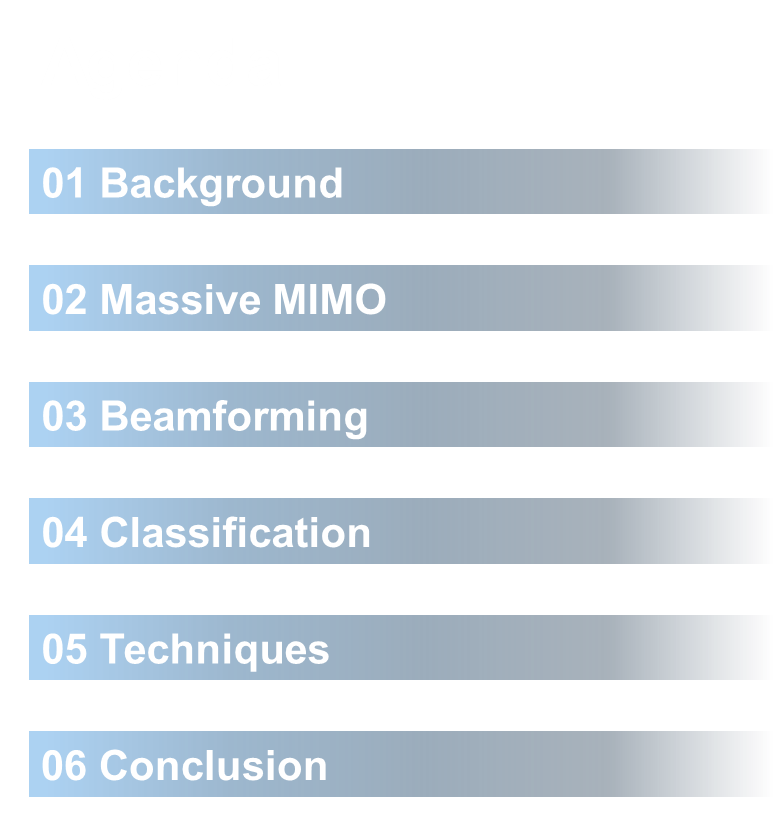 01 Background
02 Massive MIMO
03 Beamforming
04 Classification
05 Techniques
06 Conclusion